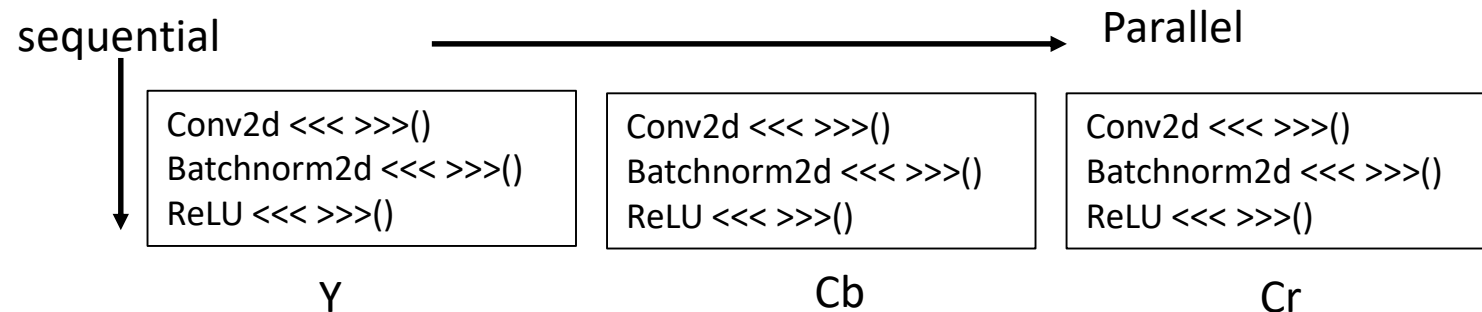 sequential
Parallel
Conv2d <<< >>>()
Batchnorm2d <<< >>>()
ReLU <<< >>>()
Y
Conv2d <<< >>>()
Batchnorm2d <<< >>>()
ReLU <<< >>>()
Cb
Conv2d <<< >>>()
Batchnorm2d <<< >>>()
ReLU <<< >>>()
Cr